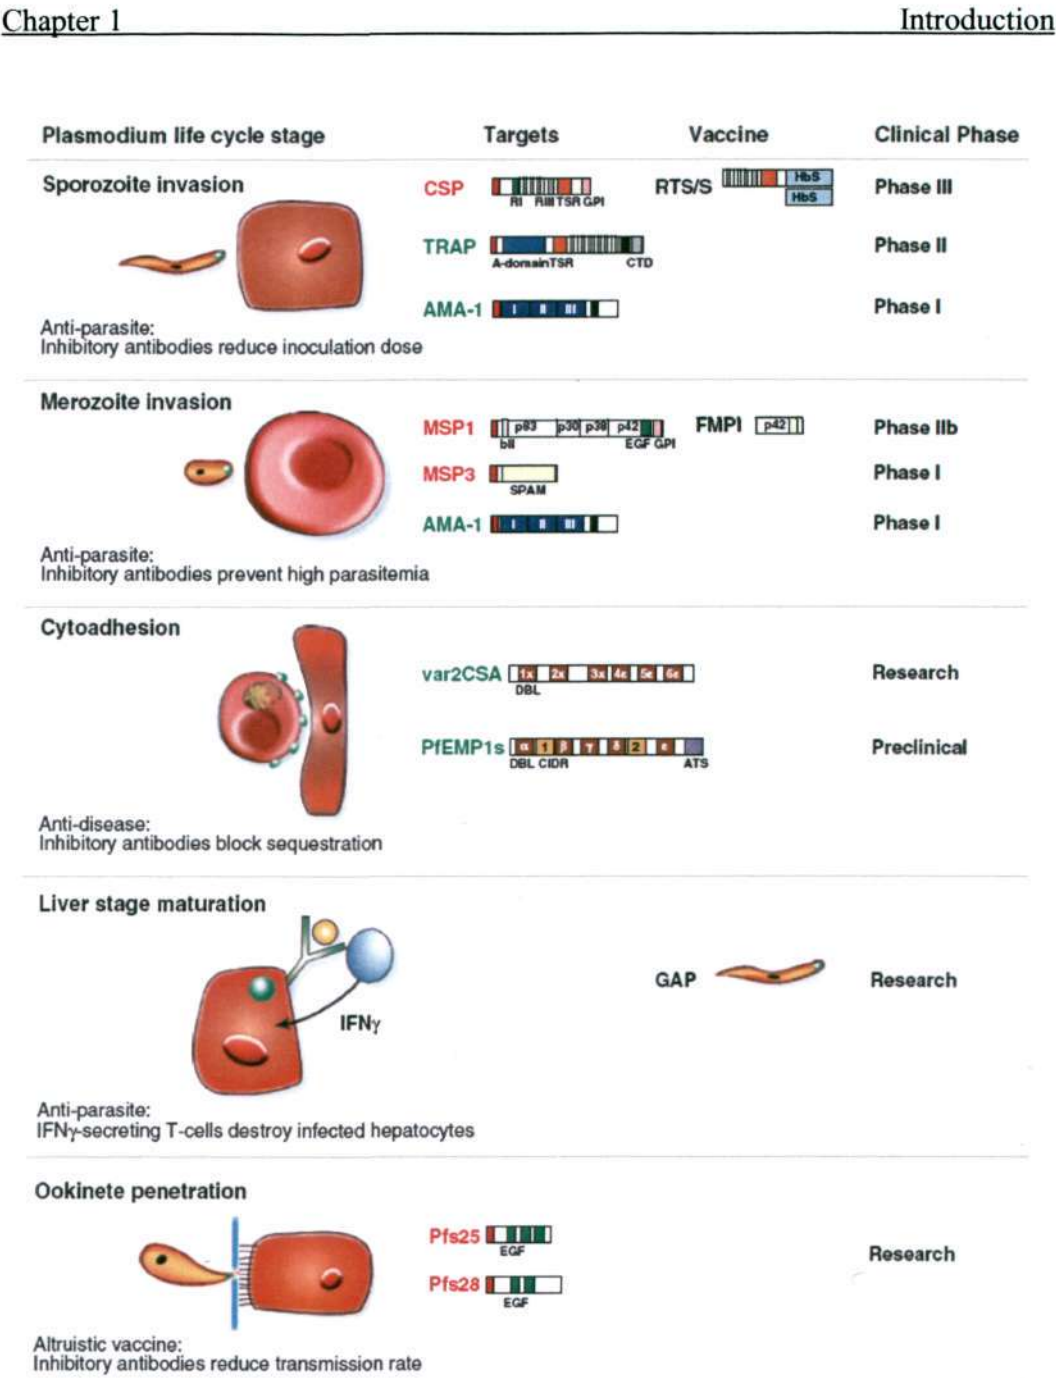 Chapter 1 Introduction
Plasmodium life cycle stage Targets Vaccine Clinical Phase
Sporozoite invasion
CSP RI RIII TSR GPI RTS/S HbS HbS Phase III
TRAP A-domain TSR CTD Phase II
AMA-1 I II III Phase I
Anti-parasite:
Inhibitory antibodies reduce inoculation dose
Merozoite invasion
MSP1 p83 p30 p38 p42 FMPI p42 Phase IIb
bII EGF GPI
MSP3 Phase I
SPAM
AMA-1 I II III Phase I
Anti-parasite:
Inhibitory antibodies prevent high parasitemia
Cytoadhesion
var2CSA 1x 2x 3x 4ε 5ε 6ε Research
DBL
PfEMP1s α 1 β γ δ 2 ε Preclinical
DBL CIDR ATS
Anti-disease:
Inhibitory antibodies block sequestration
Liver stage maturation
GAP Research
IFNγ
Anti-parasite:
IFNγ-secreting T-cells destroy infected hepatocytes
Ookinete penetration
Pfs25
EGF
Research
Pfs28
EGF
Altruistic vaccine:
Inhibitory antibodies reduce transmission rate